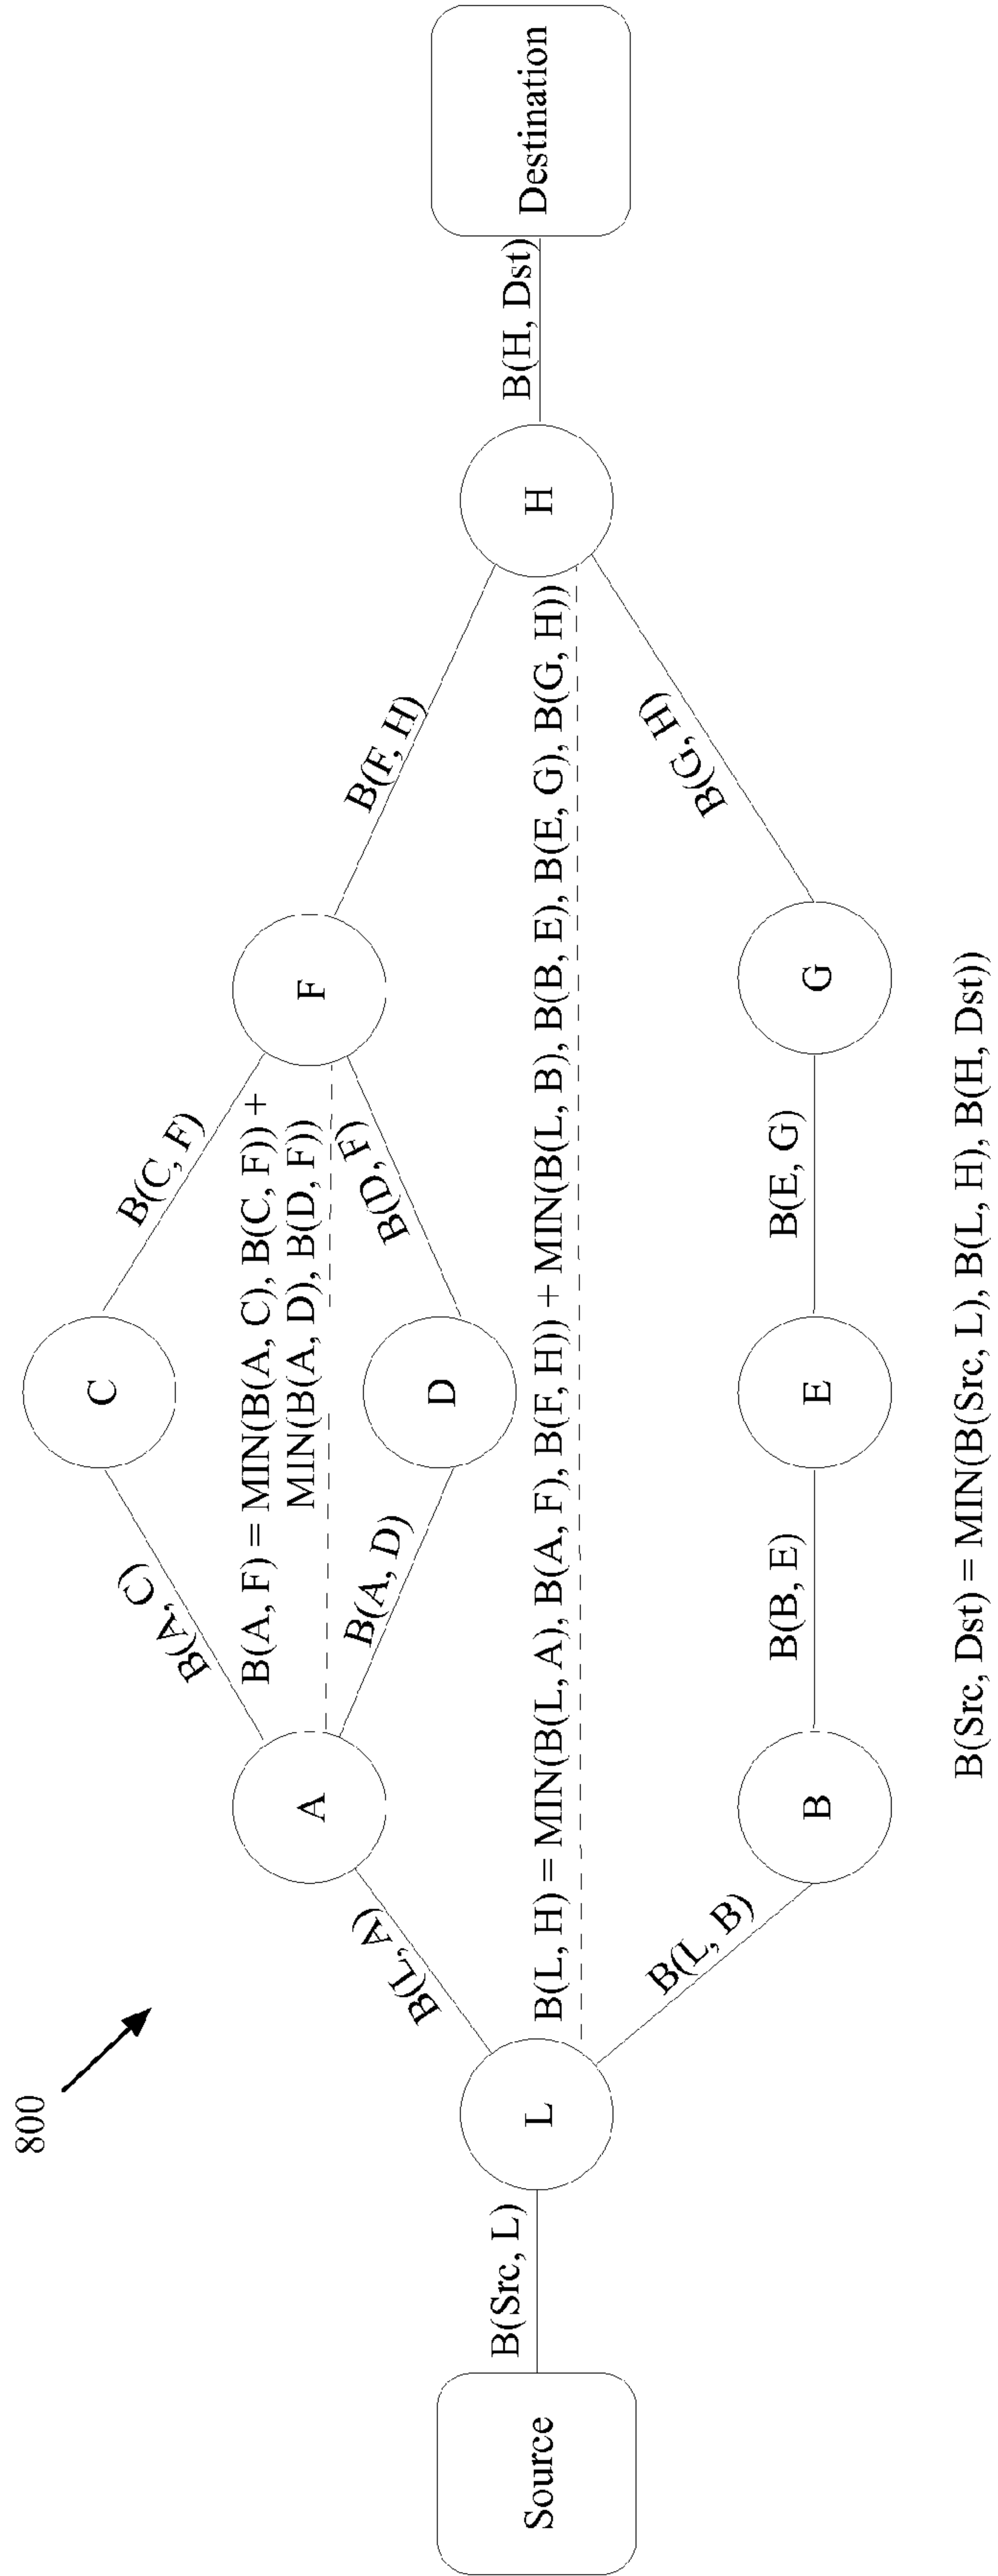 800
Source
B(Src, L)
L
B(L, A)
B(L, B)
A
B
B(A, C)
B(A, D)
B(B, E)
C
D
E
B(A, F) = MIN(B(A, C), B(C, F)) +
MIN(B(A, D), B(D, F))
B(L, H) = MIN(B(L, A), B(A, F), B(F, H)) + MIN(B(L, B), B(B, E), B(E, G), B(G, H))
B(C, F)
B(D, F)
B(E, G)
F
G
B(F, H)
B(G, H)
H
B(H, Dst)
Destination
B(Src, Dst) = MIN(B(Src, L), B(L, H), B(H, Dst))